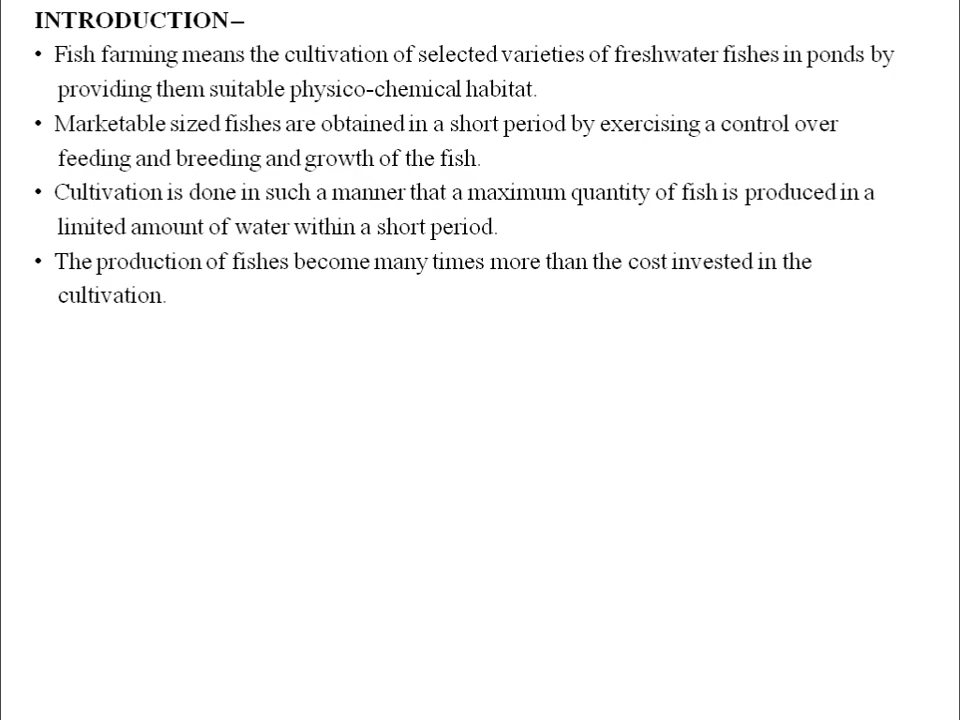 INTRODUCTION–
• Fish farming means the cultivation of selected varieties of freshwater fishes in ponds by
providing them suitable physico-chemical habitat.
• Marketable sized fishes are obtained in a short period by exercising a control over
feeding and breeding and growth of the fish.
• Cultivation is done in such a manner that a maximum quantity of fish is produced in a
limited amount of water within a short period.
• The production of fishes become many times more than the cost invested in the
cultivation.